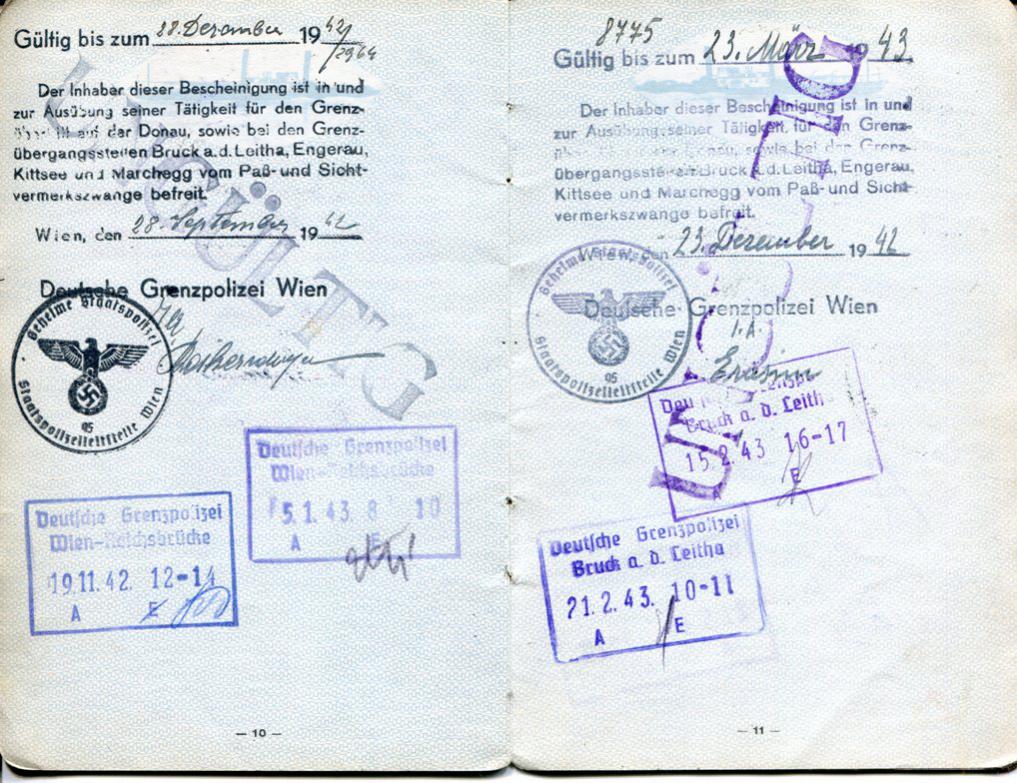 Gültig bis zum 28. Dezember 1942
Der Inhaber dieser Bescheinigung ist in und
zur Ausübung seiner Tätigkeit für den Grenz-
auf der Donau, sowie bei den Grenz-
übergangsstellen Bruck a.d. Leitha, Engerau,
Kittsee und Marchegg vom Paß- und Sicht-
vermerkszwange befreit.
Wien, den 28. September 1942
Deutsche Grenzpolizei Wien
Geheime Staatspolizei
Staatspolizeileitstelle Wien
95
UNGÜLTIG
Deutsche Grenzpolizei
Wien-Reichsbrücke
5.1.43 8 10
A E
Deutsche Grenzpolizei
Wien-Reichsbrücke
19.11.42. 12-14
A E
— 10 —
8775
Gültig bis zum 23. März 1943.
Der Inhaber dieser Bescheinigung ist in und
zur Ausübung seiner Tätigkeit für den Grenz-
Donau, sowie bei den Grenz-
übergangsstellen Bruck a.d. Leitha, Engerau,
Kittsee und Marchegg vom Paß- und Sicht-
vermerkszwange befreit.
Wien, den 23. Dezember 1942
Deutsche Grenzpolizei Wien
I.A.
Geheime Staatspolizei
Staatspolizeileitstelle Wien
95
Bruck a. d. Leitha
15.2.43 16-17
A E
Deutsche Grenzpolizei
Bruck a. d. Leitha
21.2.43. 10-11
A E
— 11 —